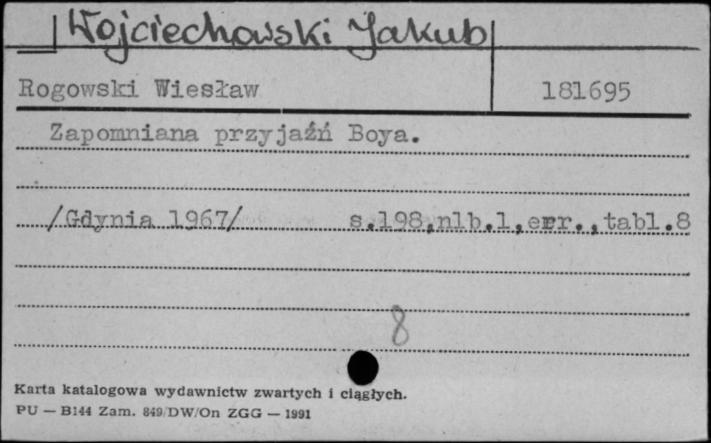 Wojciechowski Jakub
Rogowski Wiesław 181695
Zapomniana przyjaźń Boya.
/Gdynia 1967/ s.198,nlb.1,err.,tabl.8
8
Karta katalogowa wydawnictw zwartych i ciągłych.
PU — B144 Zam. 849/DW/On ZGG — 1991